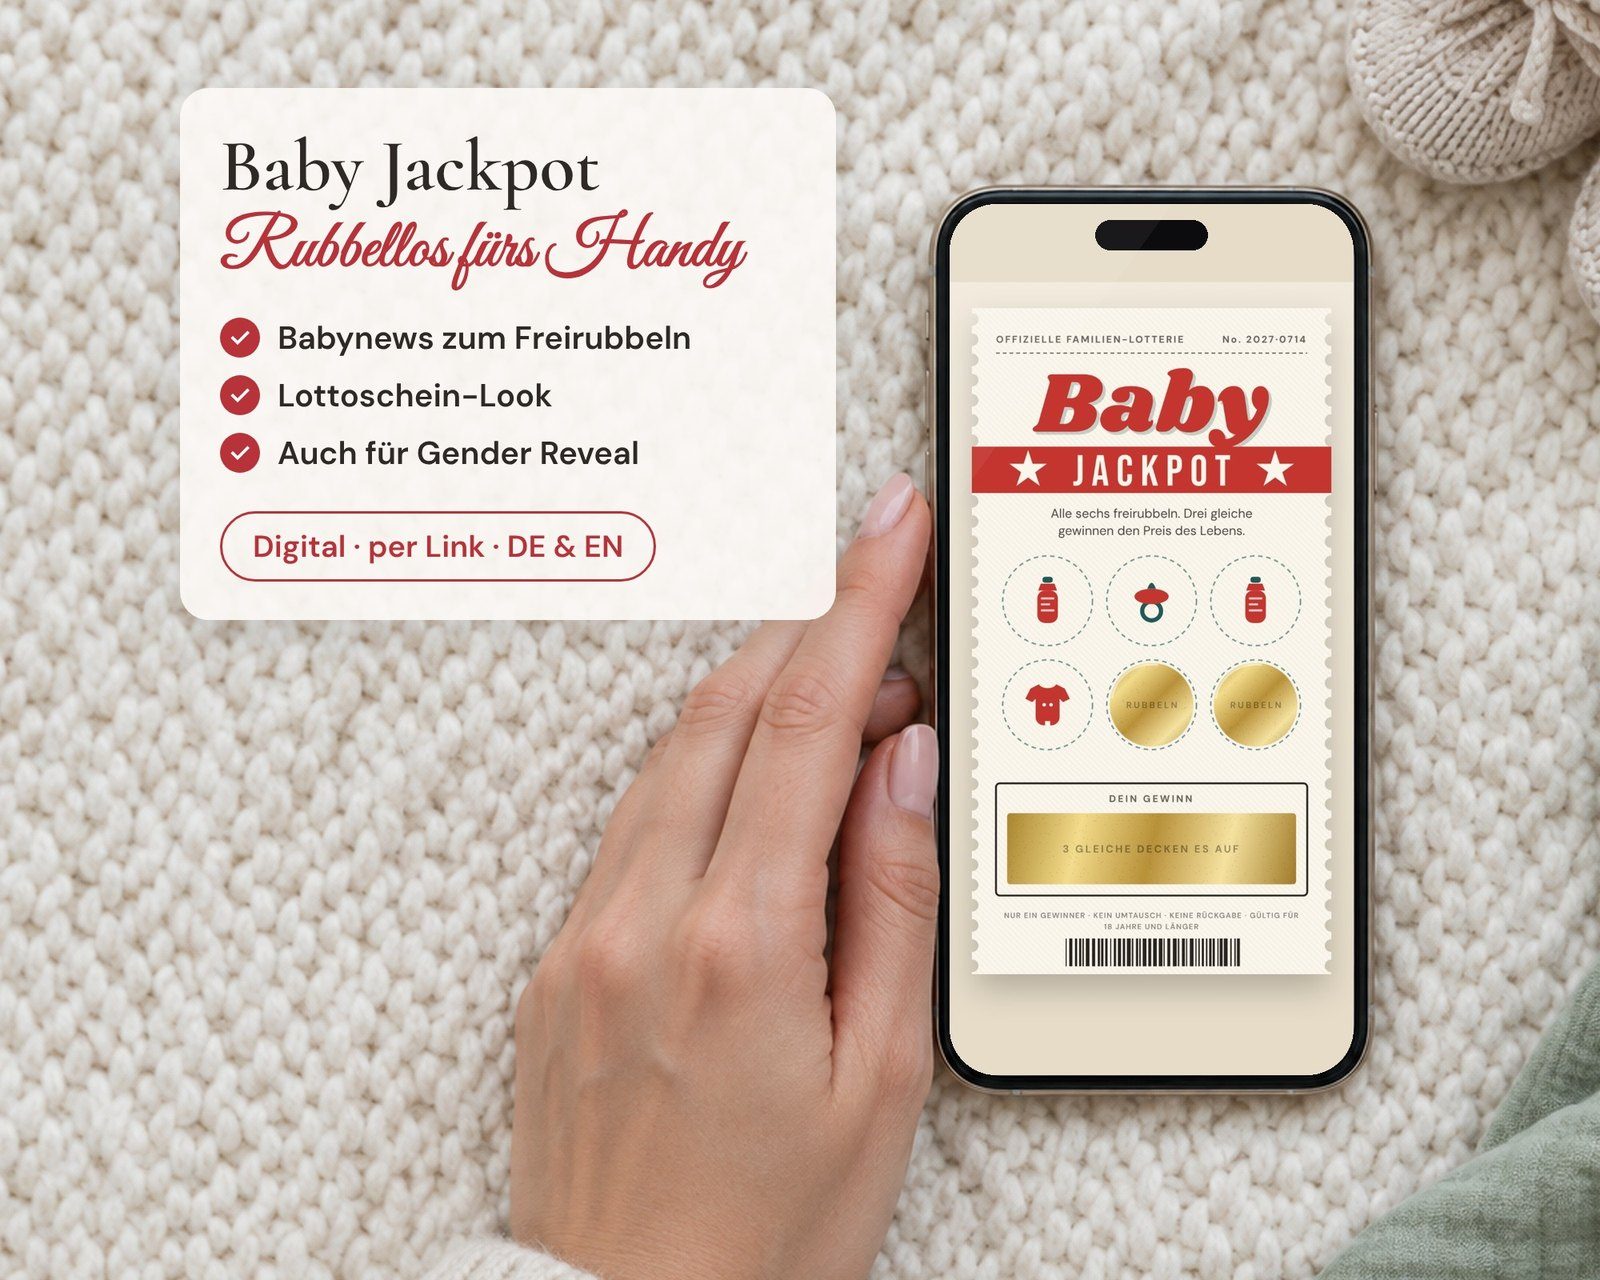 Baby Jackpot
Rubbellos fürs Handy
Babynews zum Freirubbeln
Lottoschein-Look
Auch für Gender Reveal
Digital · per Link · DE & EN
OFFIZIELLE FAMILIEN-LOTTERIE No. 2027-0714
Baby
JACKPOT
Alle sechs freirubbeln. Drei gleiche
gewinnen den Preis des Lebens.
RUBBELN RUBBELN
DEIN GEWINN
3 GLEICHE DECKEN ES AUF
NUR EIN GEWINNER · KEIN UMTAUSCH · KEINE RÜCKGABE · GÜLTIG FÜR
18 JAHRE UND LÄNGER